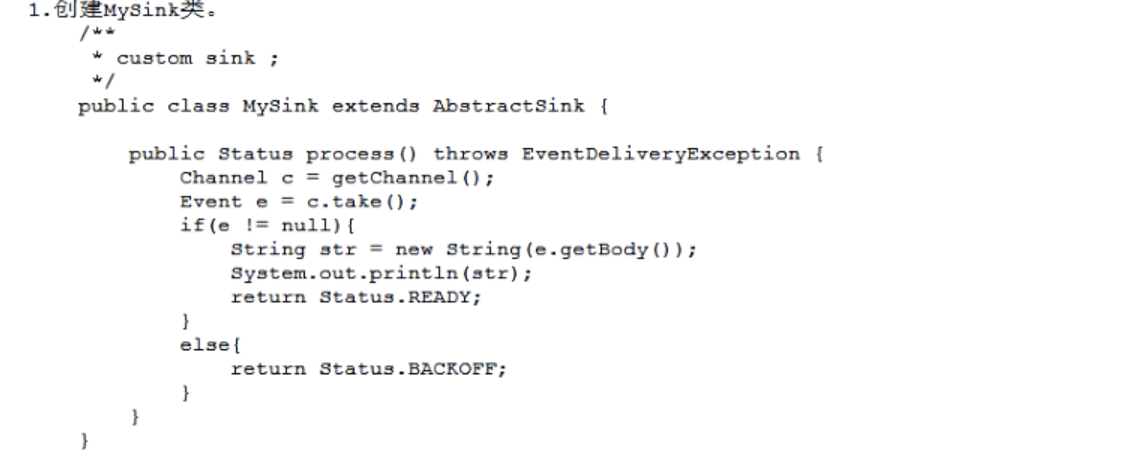 1.创建MySink类。
/**
* custom sink ;
*/
public class MySink extends AbstractSink {
public Status process() throws EventDeliveryException {
Channel c = getChannel();
Event e = c.take();
if(e != null){
String str = new String(e.getBody());
System.out.println(str);
return Status.READY;
}
else{
return Status.BACKOFF;
}
}
}